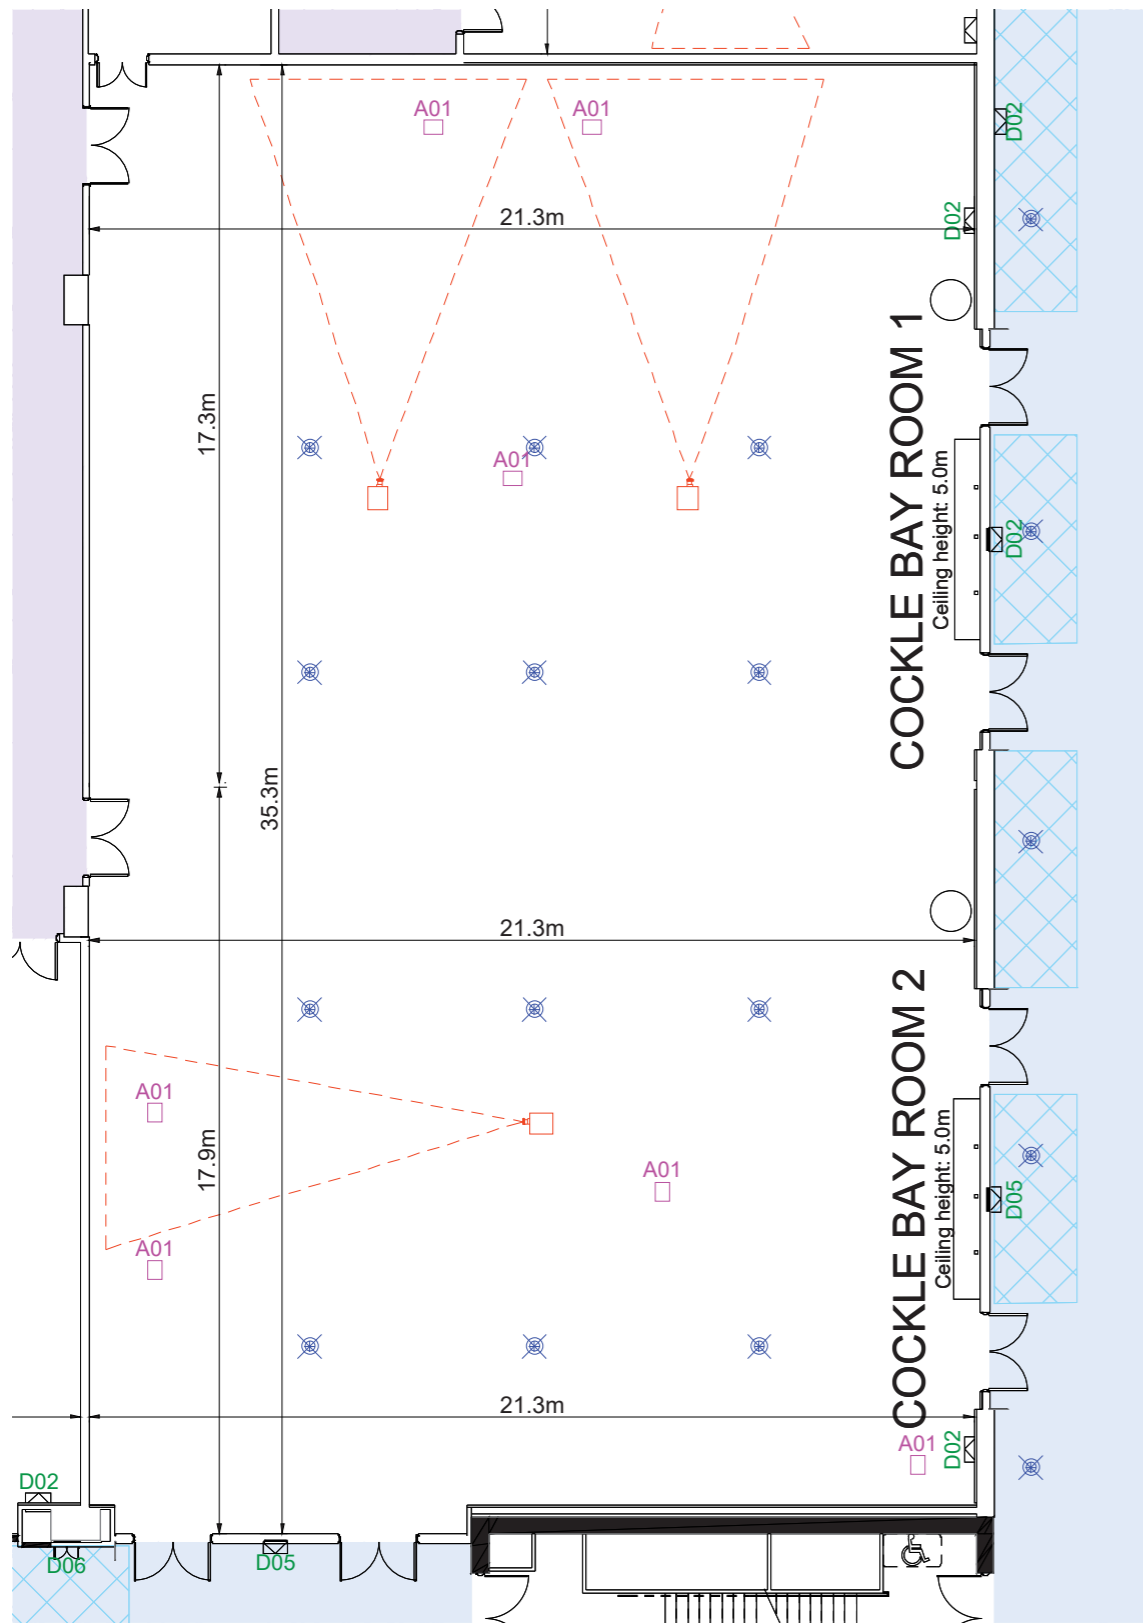 A01
A01
D02
21.3m
D02
17.3m
A01
COCKLE BAY ROOM 1
Ceiling height: 5.0m
D02
35.3m
21.3m
A01
17.9m
A01
A01
COCKLE BAY ROOM 2
Ceiling height: 5.0m
D05
21.3m
A01
D02
D02
D06
D05